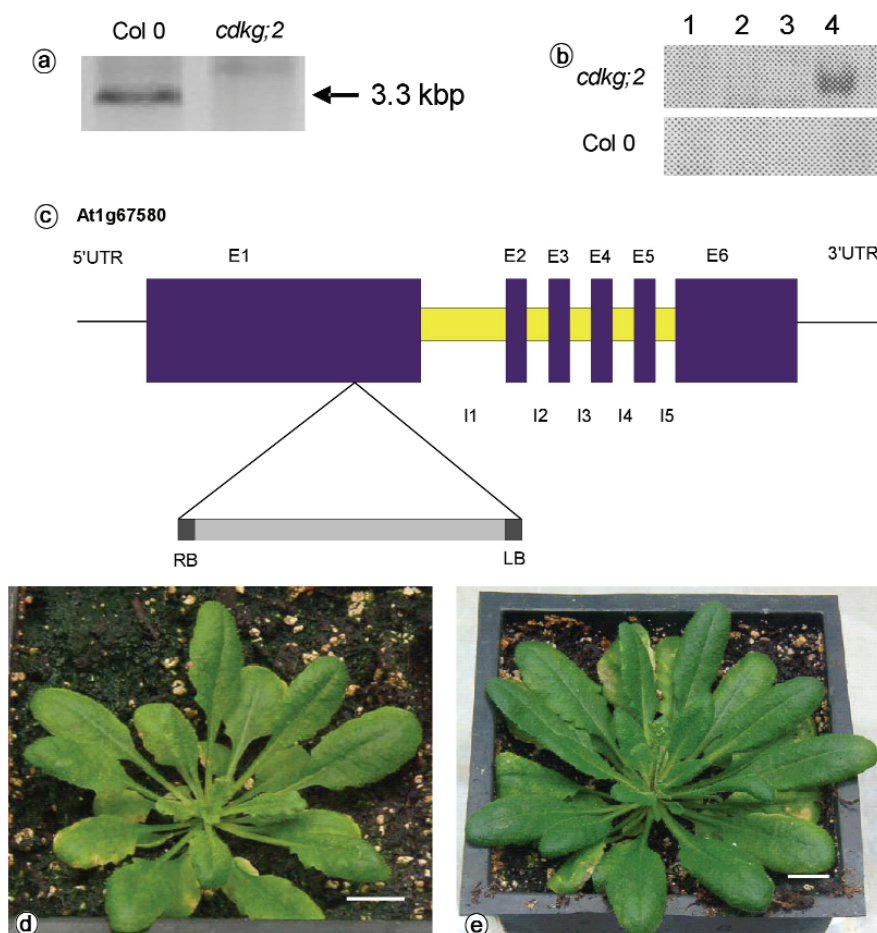 Col 0 cdkg;2
ⓐ
3.3 kbp
1 2 3 4
ⓑ
cdkg;2
Col 0
ⓒ At1g67580
5'UTR E1 E2 E3 E4 E5 E6 3'UTR
I1 I2 I3 I4 I5
RB LB
ⓓ ⓔ